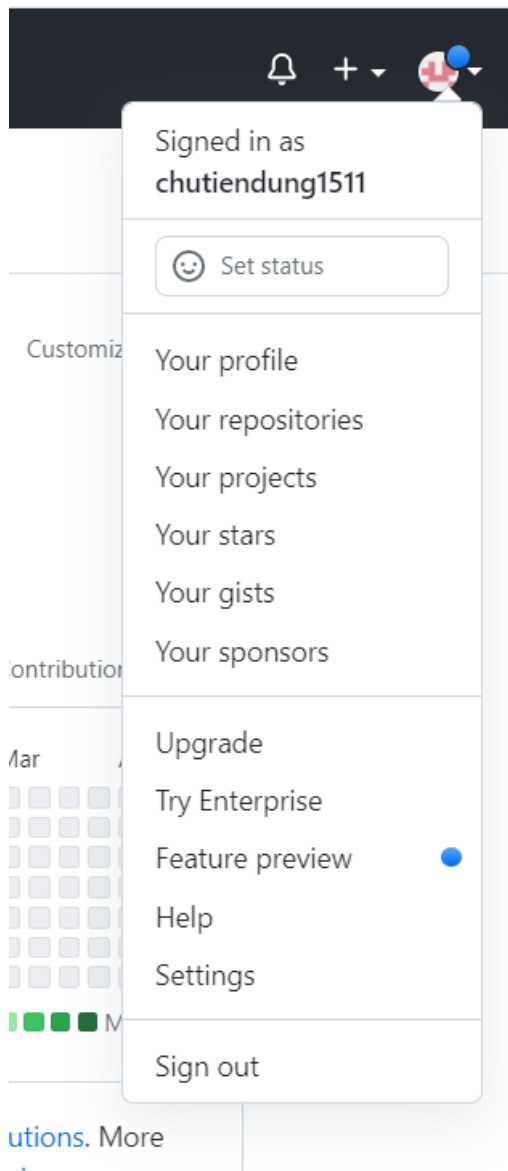 Signed in as
chutiendung1511
Set status
Customiz
Your profile
Your repositories
Your projects
Your stars
Your gists
Your sponsors
ontribution
Mar
Upgrade
Try Enterprise
Feature preview
Help
Settings
M
Sign out
utions. More